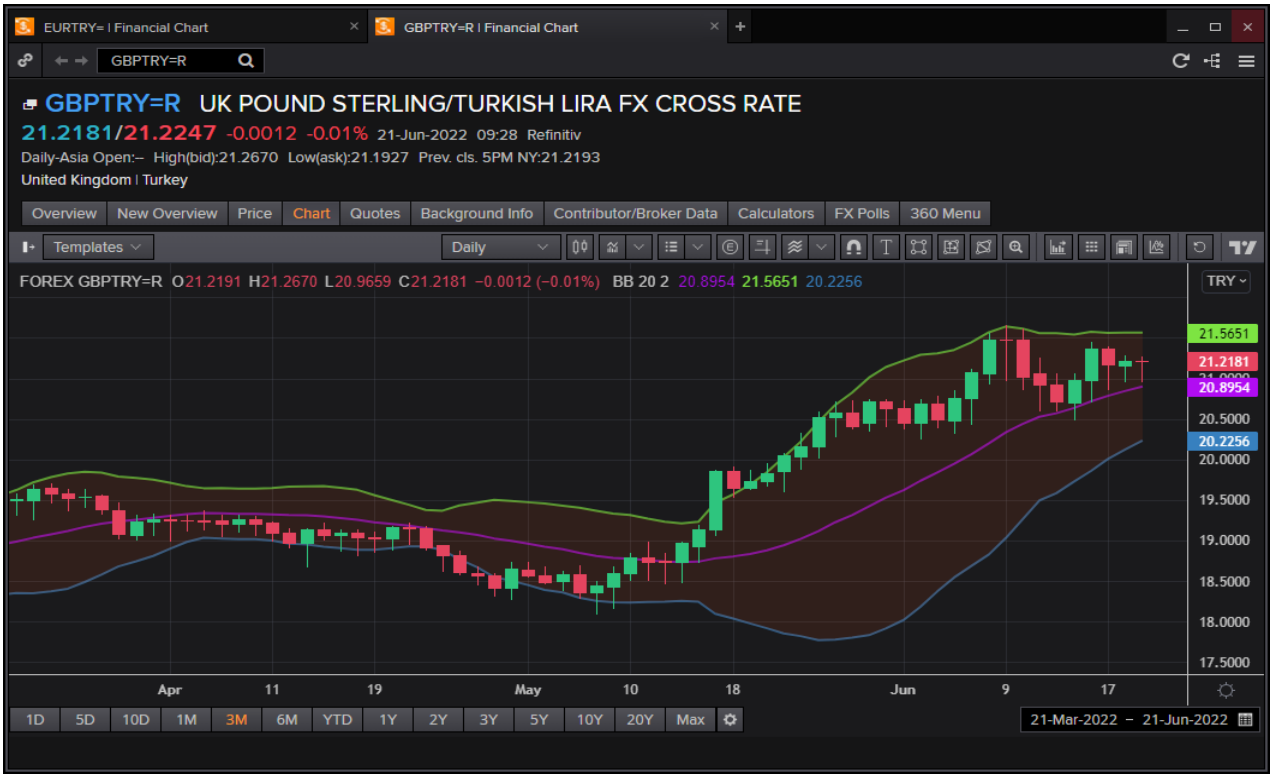 EURTRY= | Financial Chart × GBPTRY=R | Financial Chart × +
GBPTRY=R
GBPTRY=R UK POUND STERLING/TURKISH LIRA FX CROSS RATE
21.2181/21.2247 -0.0012 -0.01% 21-Jun-2022 09:28 Refinitiv
Daily-Asia Open:-- High(bid):21.2670 Low(ask):21.1927 Prev. cls. 5PM NY:21.2193
United Kingdom | Turkey
Overview New Overview Price Chart Quotes Background Info Contributor/Broker Data Calculators FX Polls 360 Menu
Templates Daily
FOREX GBPTRY=R O21.2191 H21.2670 L20.9659 C21.2181 −0.0012 (−0.01%) BB 20 2 20.8954 21.5651 20.2256
TRY
21.5651
21.2181
21.0000
20.8954
20.5000
20.2256
20.0000
19.5000
19.0000
18.5000
18.0000
17.5000
Apr 11 19 May 10 18 Jun 9 17
1D 5D 10D 1M 3M 6M YTD 1Y 2Y 3Y 5Y 10Y 20Y Max
21-Mar-2022 – 21-Jun-2022